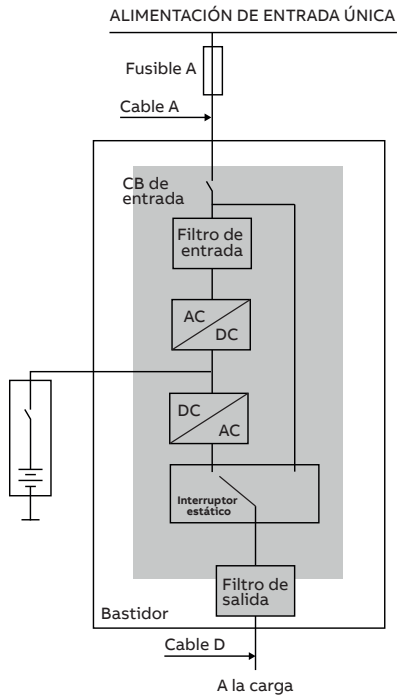 ALIMENTACIÓN DE ENTRADA ÚNICA
Fusible A
Cable A
CB de
entrada
Filtro de
entrada
AC
DC
DC
AC
Interruptor
estático
Filtro de
salida
Bastidor
Cable D
A la carga